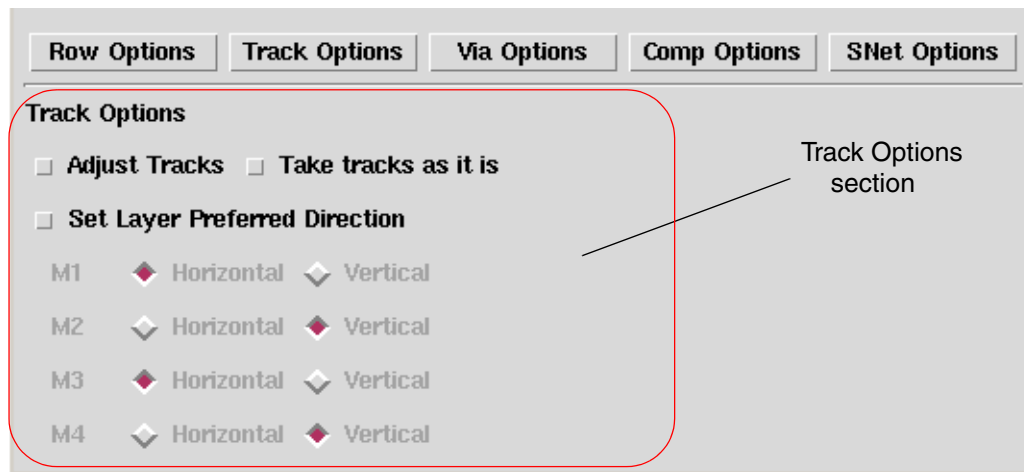 Row Options Track Options Via Options Comp Options SNet Options
Track Options
Adjust Tracks Take tracks as it is
Set Layer Preferred Direction
M1 Horizontal Vertical
M2 Horizontal Vertical
M3 Horizontal Vertical
M4 Horizontal Vertical
Track Options
section